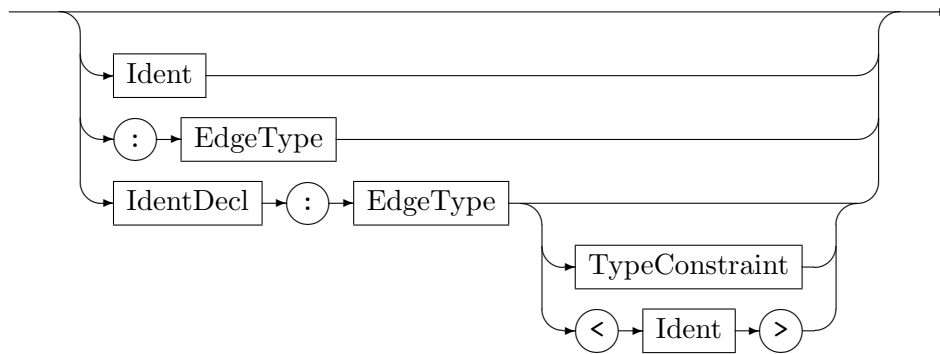 Ident
: EdgeType
IdentDecl : EdgeType
TypeConstraint
< Ident >